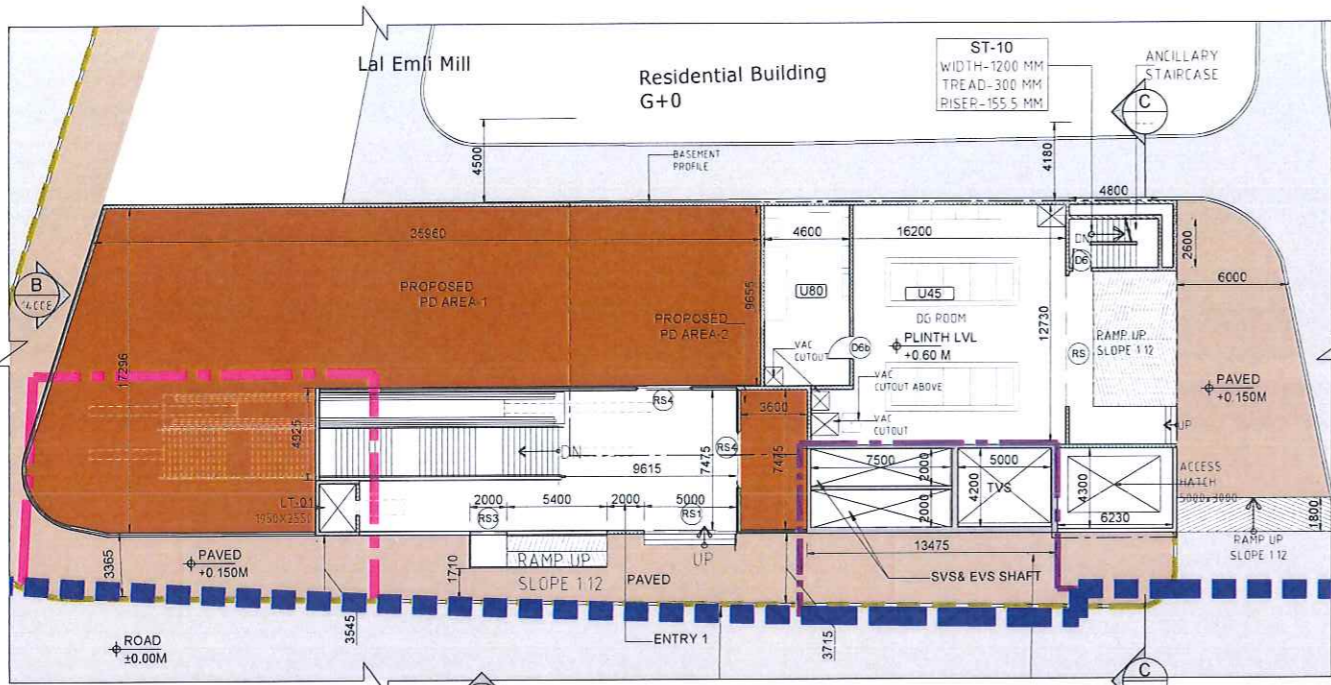 Lal Emli Mill
Residential Building
G+0
ST-10
WIDTH-1200 MM
TREAD-300 MM
RISER-155.5 MM
ANCILLARY
STAIRCASE
C
4500
BASEMENT
PROFILE
4180
4800
35960
4600
16200
DN
D6
2600
6000
B
PROPOSED
PD AREA-1
9655
U80
U45
DG ROOM
PROPOSED
PD AREA-2
12730
PLINTH LVL
+0.60 M
RAMP UP
SLOPE 1:12
RS
VAC
CUTOUT
D6b
VAC
CUTOUT ABOVE
VAC
CUTOUT
PAVED
+0.150M
UP
17296
RS4
3600
4925
DN
RS4
7475
7475
9615
7500
2000
5000
4200
TVS
4300
ACCESS
HATCH
5000x3000
2000
6230
LT-01
1950X2550
2000
5400
2000
5000
RS3
RS1
1800
RAMP UP
SLOPE 1:12
3365
PAVED
+0.150M
RAMP UP
SLOPE 1:12
UP
13475
1710
PAVED
SVS& EVS SHAFT
ROAD
±0.00M
3545
ENTRY 1
3715
C